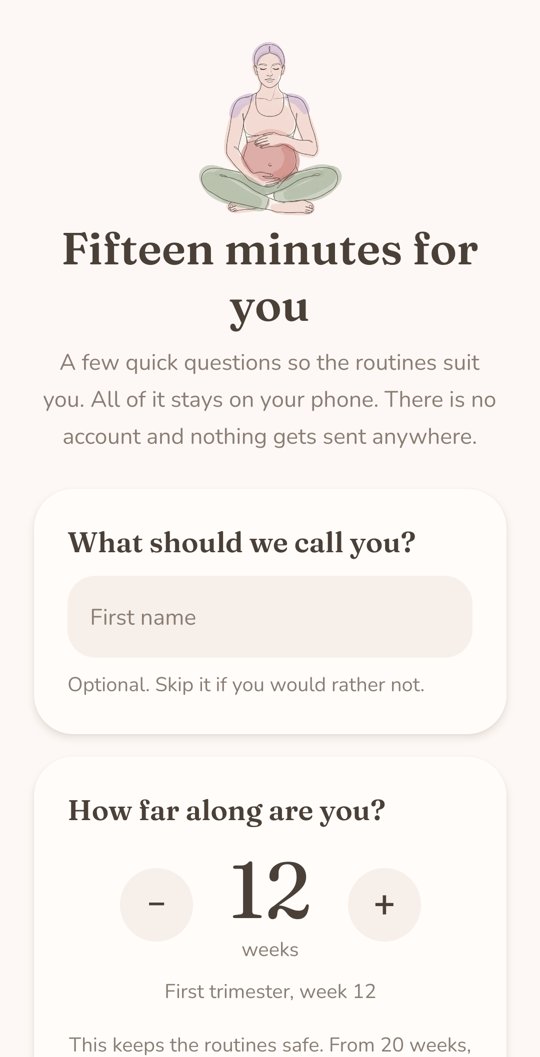 Fifteen minutes for
you
A few quick questions so the routines suit
you. All of it stays on your phone. There is no
account and nothing gets sent anywhere.
What should we call you?
First name
Optional. Skip it if you would rather not.
How far along are you?
-
12
+
weeks
First trimester, week 12
This keeps the routines safe. From 20 weeks,